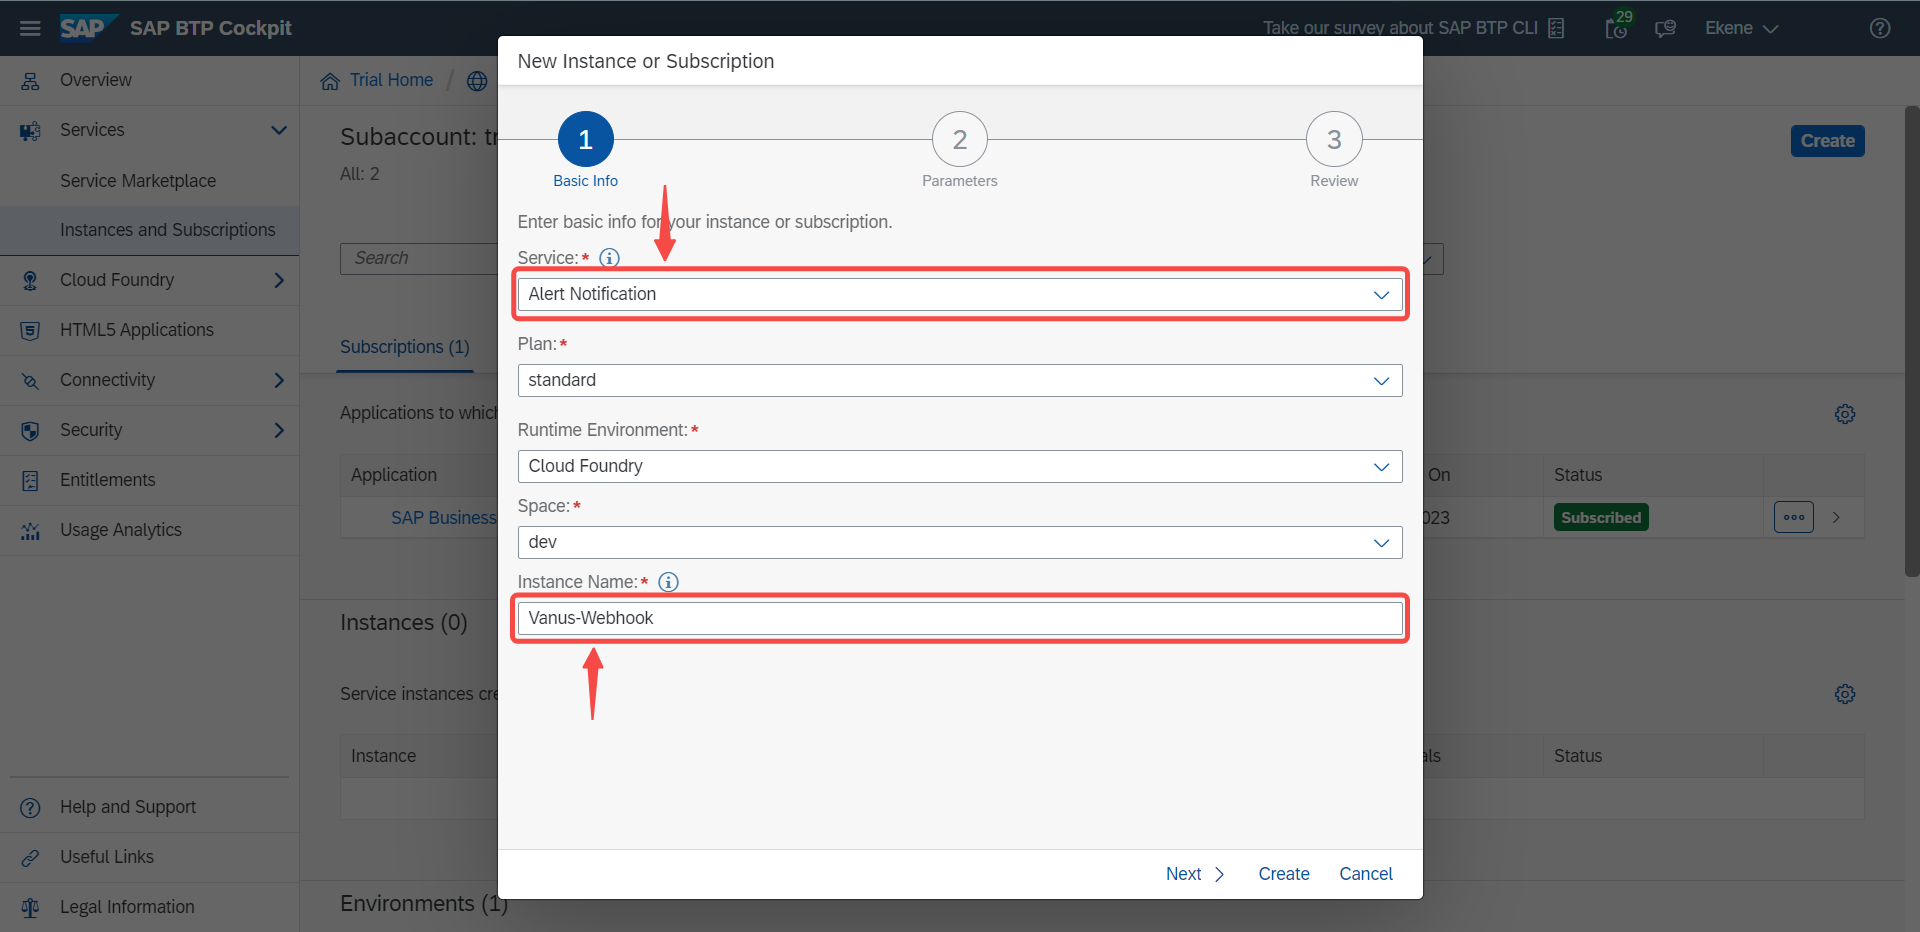 SAP
SAP BTP Cockpit
Take our survey about SAP BTP CLI
29
Ekene
Overview
Services
Service Marketplace
Instances and Subscriptions
Cloud Foundry
HTML5 Applications
Connectivity
Security
Entitlements
Usage Analytics
Help and Support
Useful Links
Legal Information
Trial Home /
Subaccount:
All: 2
Create
Search
Subscriptions (1)
Applications to
Application
On
Status
SAP Business
023
Subscribed
Instances (0)
Service instances
Instance
Status
Environments (1)
New Instance or Subscription
1
2
3
Basic Info
Parameters
Review
Enter basic info for your instance or subscription.
Service:*
Alert Notification
Plan:*
standard
Runtime Environment:*
Cloud Foundry
Space:*
dev
Instance Name:*
Vanus-Webhook
Next
Create
Cancel